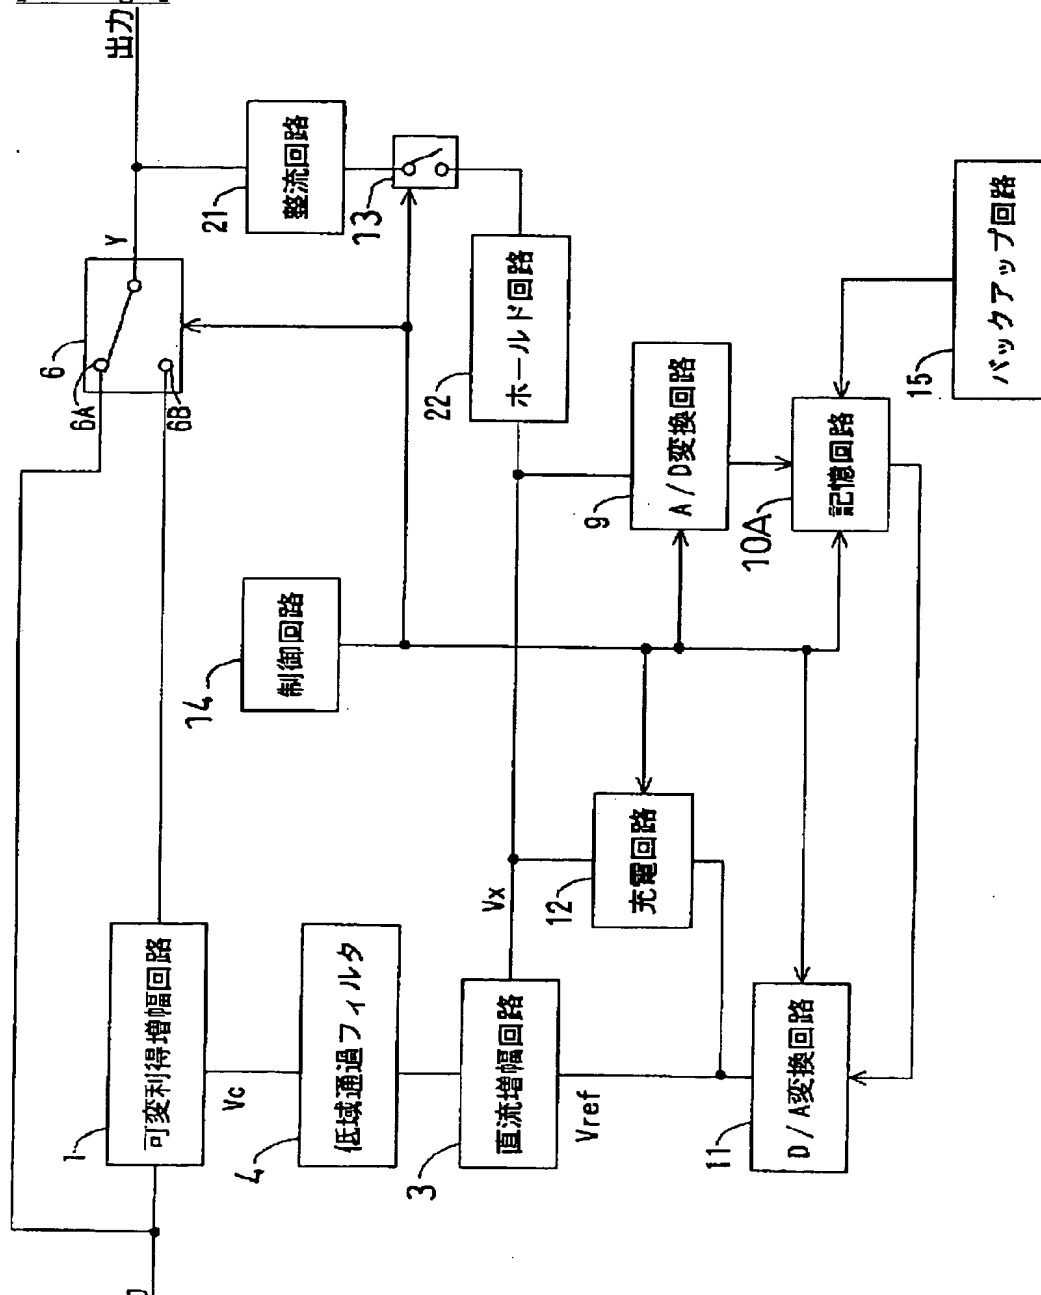 出力
Y
6
6A
6B
21
整流回路
13
22
ホールド回路
14
制御回路
9
A/D変換回路
10A
記憶回路
15
バックアップ回路
1
可変利得増幅回路
Vc
4
低域通過フィルタ
3
直流増幅回路
Vx
Vref
12
充電回路
11
D/A変換回路